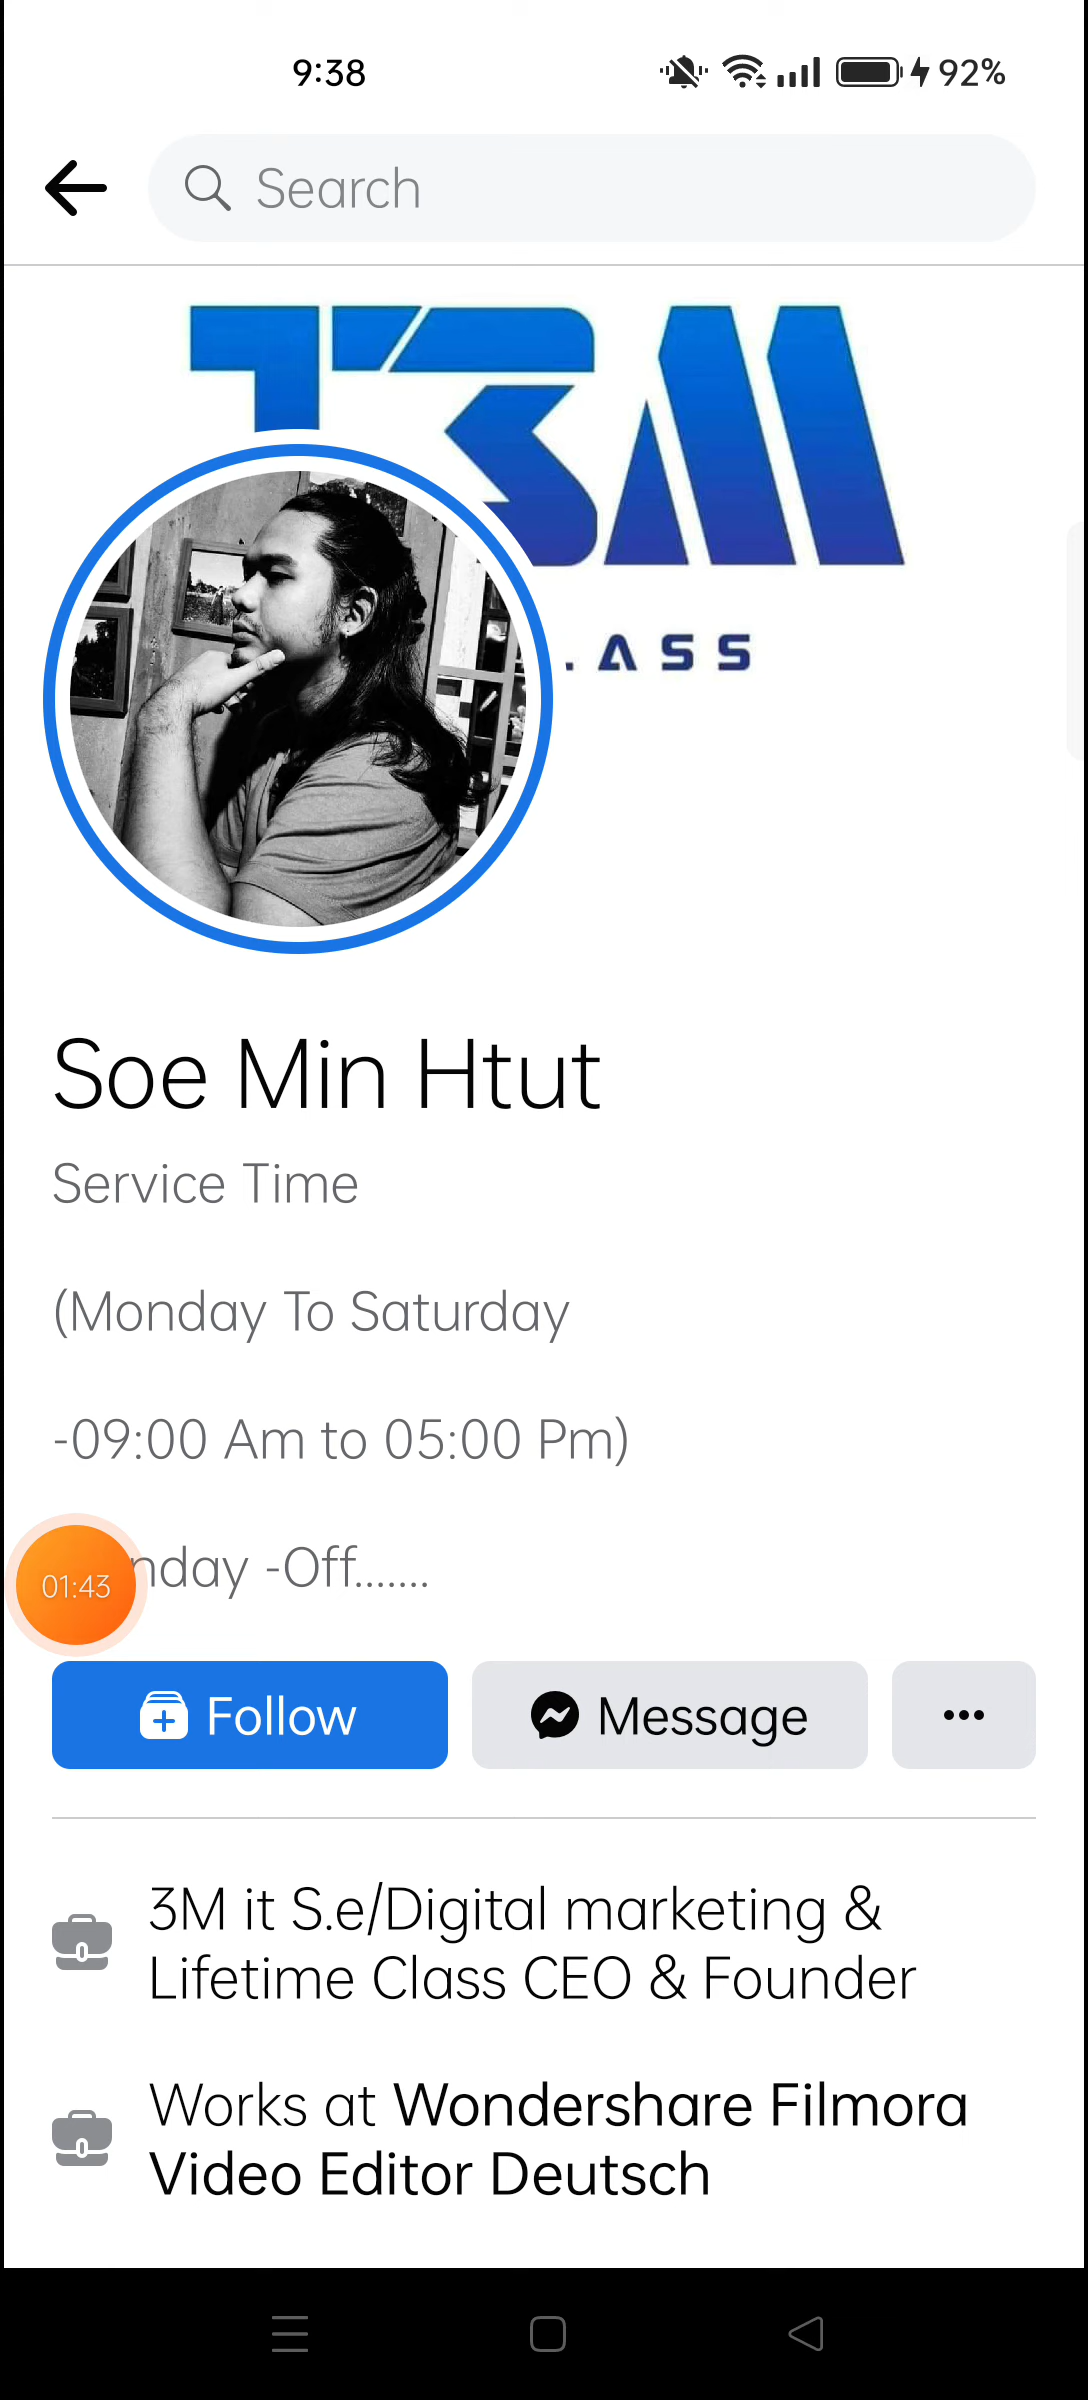 9:38
92%
Search
3M
ASS
Soe Min Htut
Service Time
(Monday To Saturday
-09:00 Am to 05:00 Pm)
nday -Off.......
01:43
Follow
Message
3M it S.e/Digital marketing &
Lifetime Class CEO & Founder
Works at Wondershare Filmora
Video Editor Deutsch